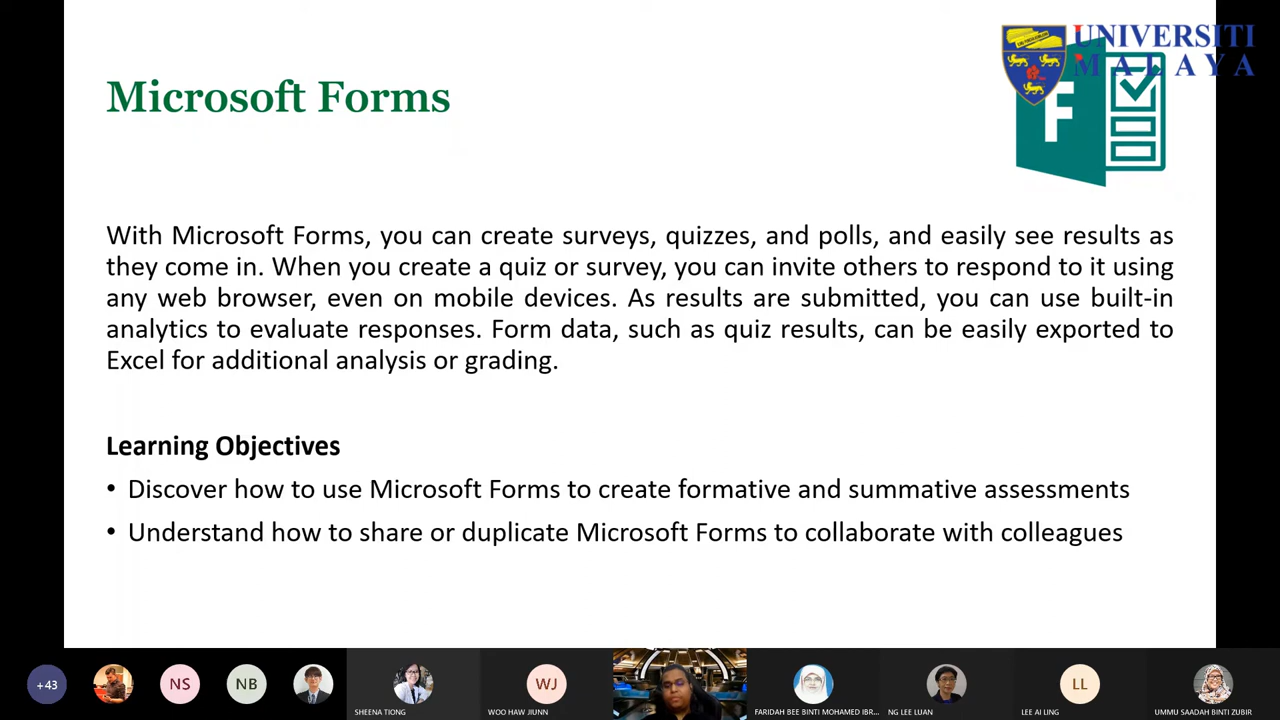 UNIVERSITI
MALAYA
Microsoft Forms
F
With Microsoft Forms, you can create surveys, quizzes, and polls, and easily see results as
they come in. When you create a quiz or survey, you can invite others to respond to it using
any web browser, even on mobile devices. As results are submitted, you can use built-in
analytics to evaluate responses. Form data, such as quiz results, can be easily exported to
Excel for additional analysis or grading.
Learning Objectives
• Discover how to use Microsoft Forms to create formative and summative assessments
• Understand how to share or duplicate Microsoft Forms to collaborate with colleagues
+43
NS
NB
SHEENA TIONG
WJ
WOO HAW JIUNN
FARIDAH BEE BINTI MOHAMED IBR...
NG LEE LUAN
LL
LEE AI LING
UMMU SAADAH BINTI ZUBIR